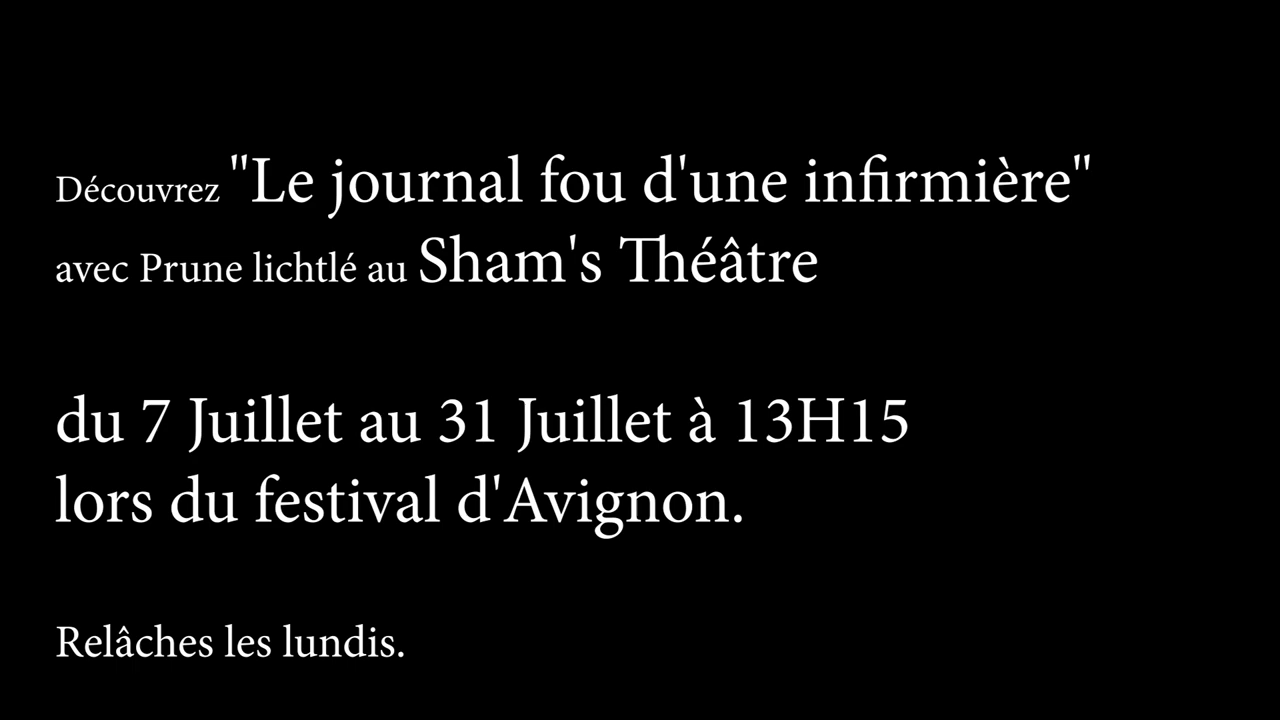 Découvrez "Le journal fou d'une infirmière"
avec Prune lichtlé au Sham's Théâtre
du 7 Juillet au 31 Juillet à 13H15
lors du festival d'Avignon.
Relâches les lundis.